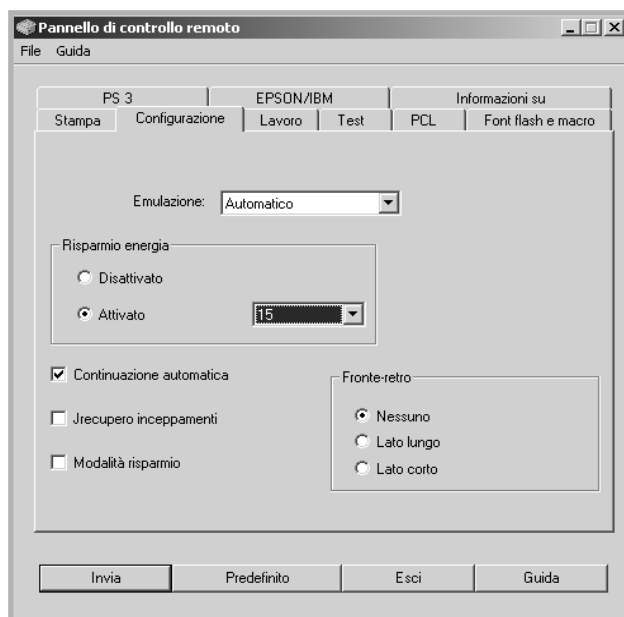 Pannello di controllo remoto
File Guida
PS 3 EPSON/IBM Informazioni su
Stampa Configurazione Lavoro Test PCL Font flash e macro
Emulazione: Automatico
Risparmio energia
Disattivato
Attivato 15
Continuazione automatica
Jrecupero inceppamenti
Modalità risparmio
Fronte-retro
Nessuno
Lato lungo
Lato corto
Invia Predefinito Esci Guida